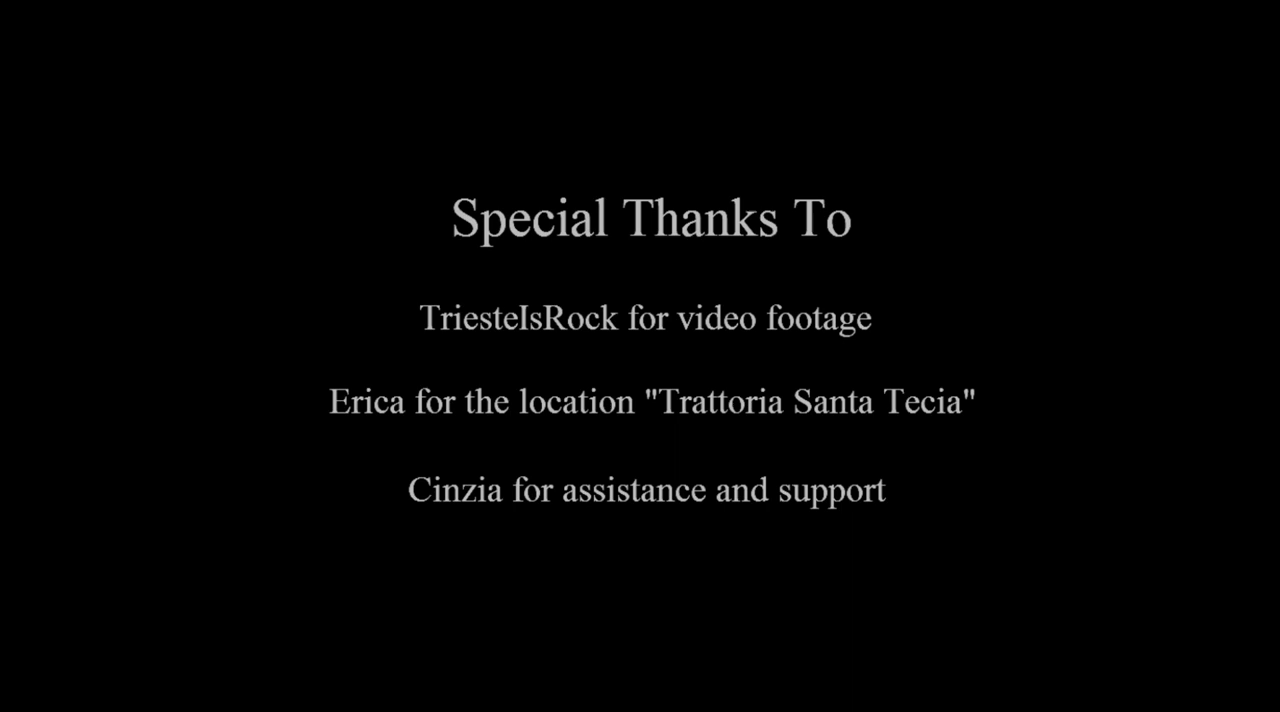 Special Thanks To
TriesteIsRock for video footage
Erica for the location "Trattoria Santa Tecia"
Cinzia for assistance and support